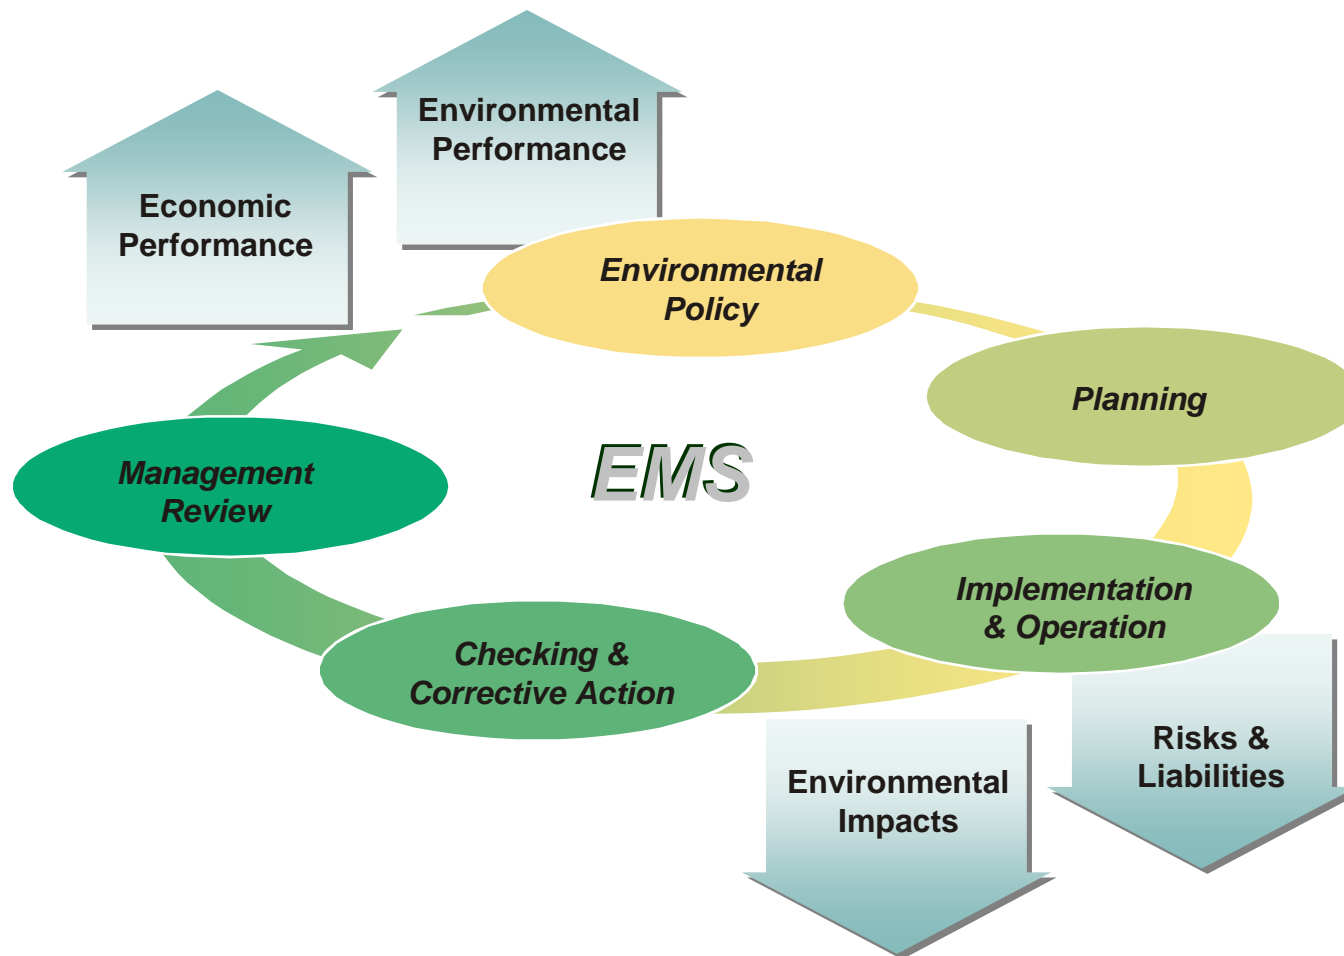 Environmental
Performance
Economic
Performance
Environmental
Policy
Planning
EMS
Management
Review
Implementation
& Operation
Checking &
Corrective Action
Risks &
Liabilities
Environmental
Impacts